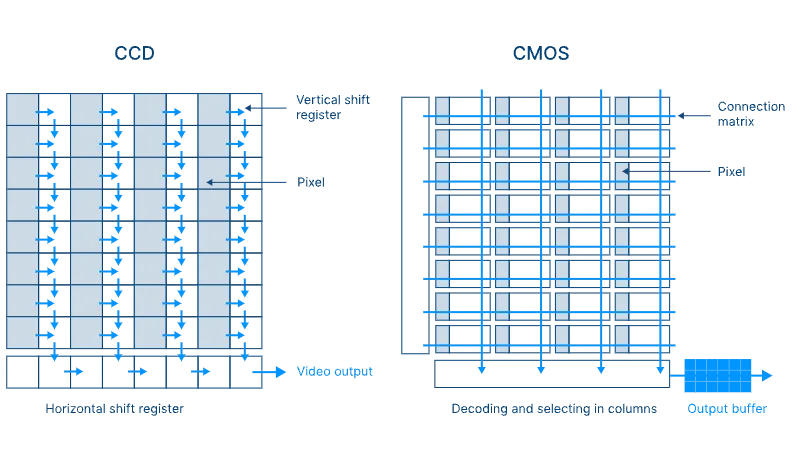 CCD
CMOS
Vertical shift
register
Pixel
Video output
Horizontal shift register
Connection
matrix
Pixel
Decoding and selecting in columns
Output buffer